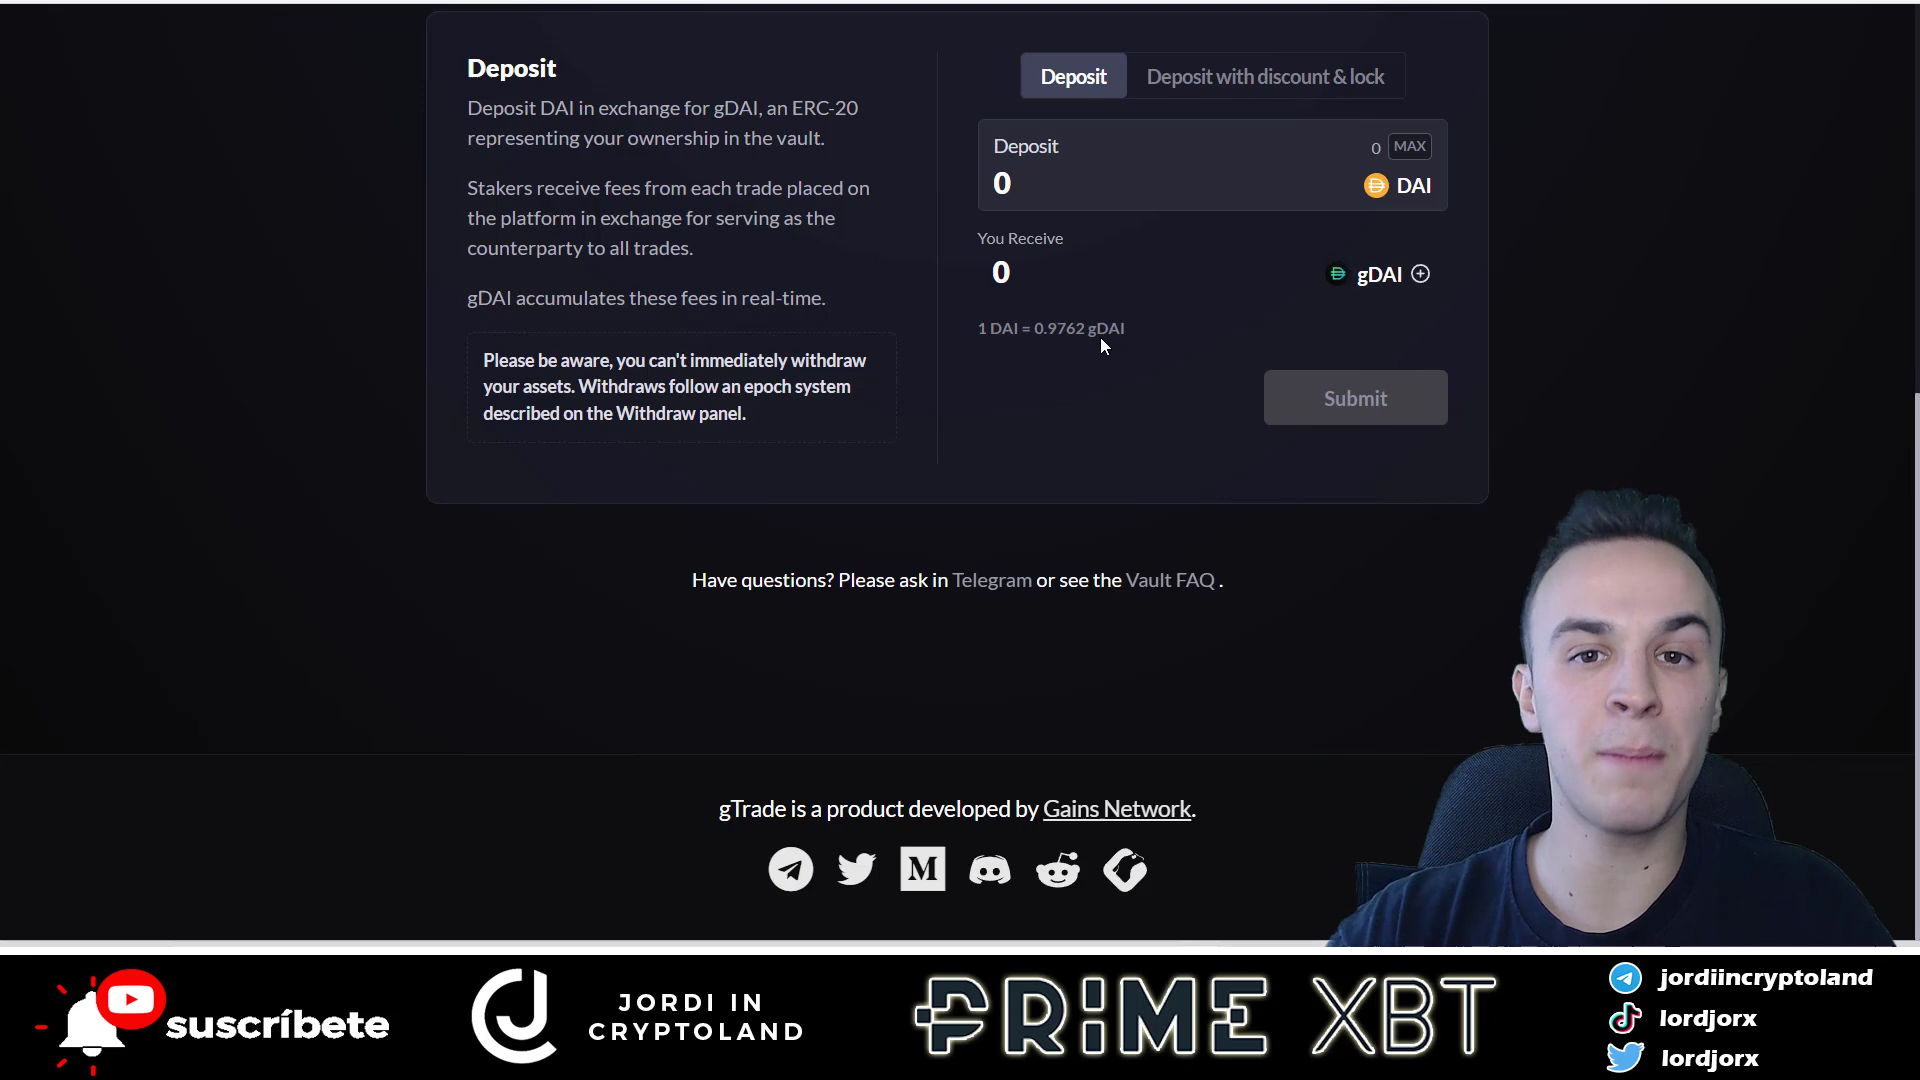 Deposit
Deposit DAI in exchange for gDAI, an ERC-20
representing your ownership in the vault.
Stakers receive fees from each trade placed on
the platform in exchange for serving as the
counterparty to all trades.
gDAI accumulates these fees in real-time.
Please be aware, you can't immediately withdraw
your assets. Withdraws follow an epoch system
described on the Withdraw panel.
Deposit
Deposit with discount & lock
Deposit
0 MAX
0
DAI
You Receive
0
gDAI
1 DAI = 0.9762 gDAI
Submit
Have questions? Please ask in Telegram or see the Vault FAQ .
gTrade is a product developed by Gains Network.
M
suscríbete
JORDI IN
CRYPTOLAND
PRIME XBT
jordiincryptoland
lordjorx
lordjorx